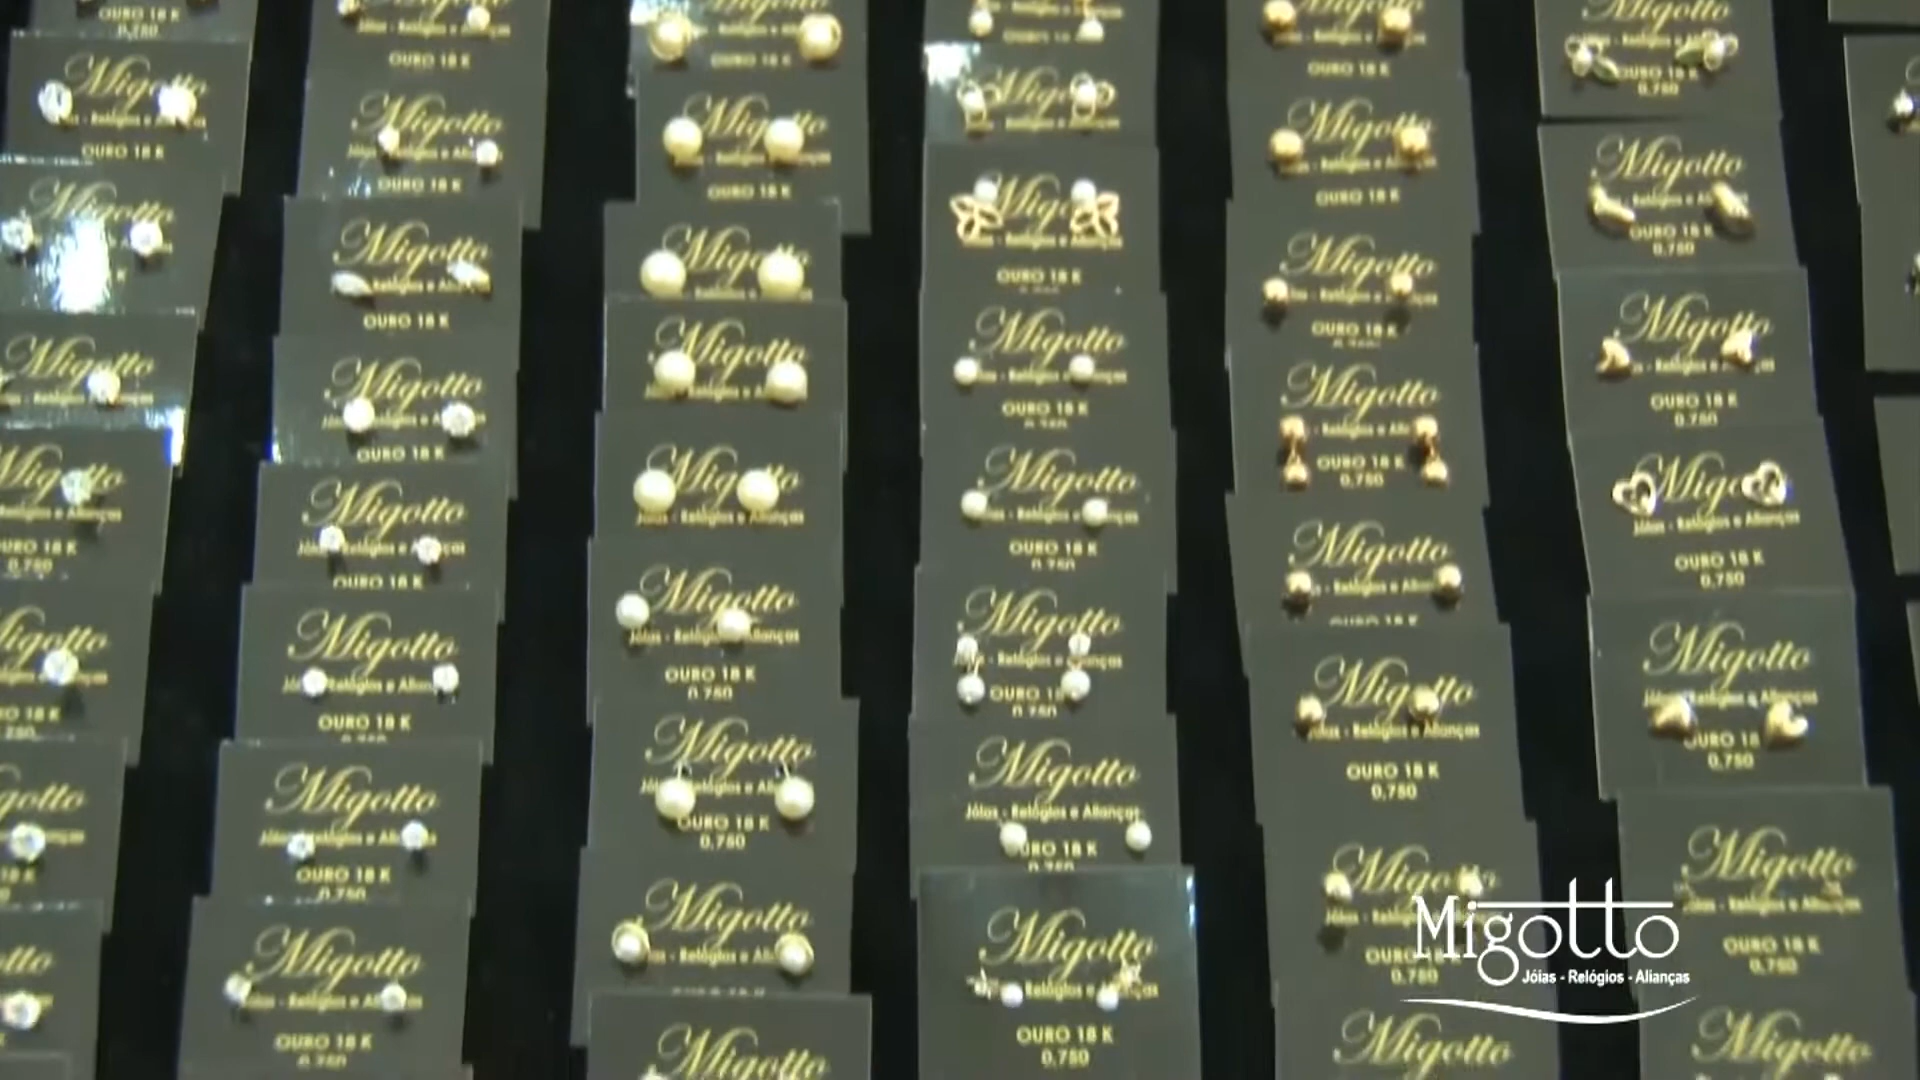 Migotto
Jóias - Relógios e Alianças
OURO 18 K
0,750
Migotto
Jóias - Relógios - Alianças